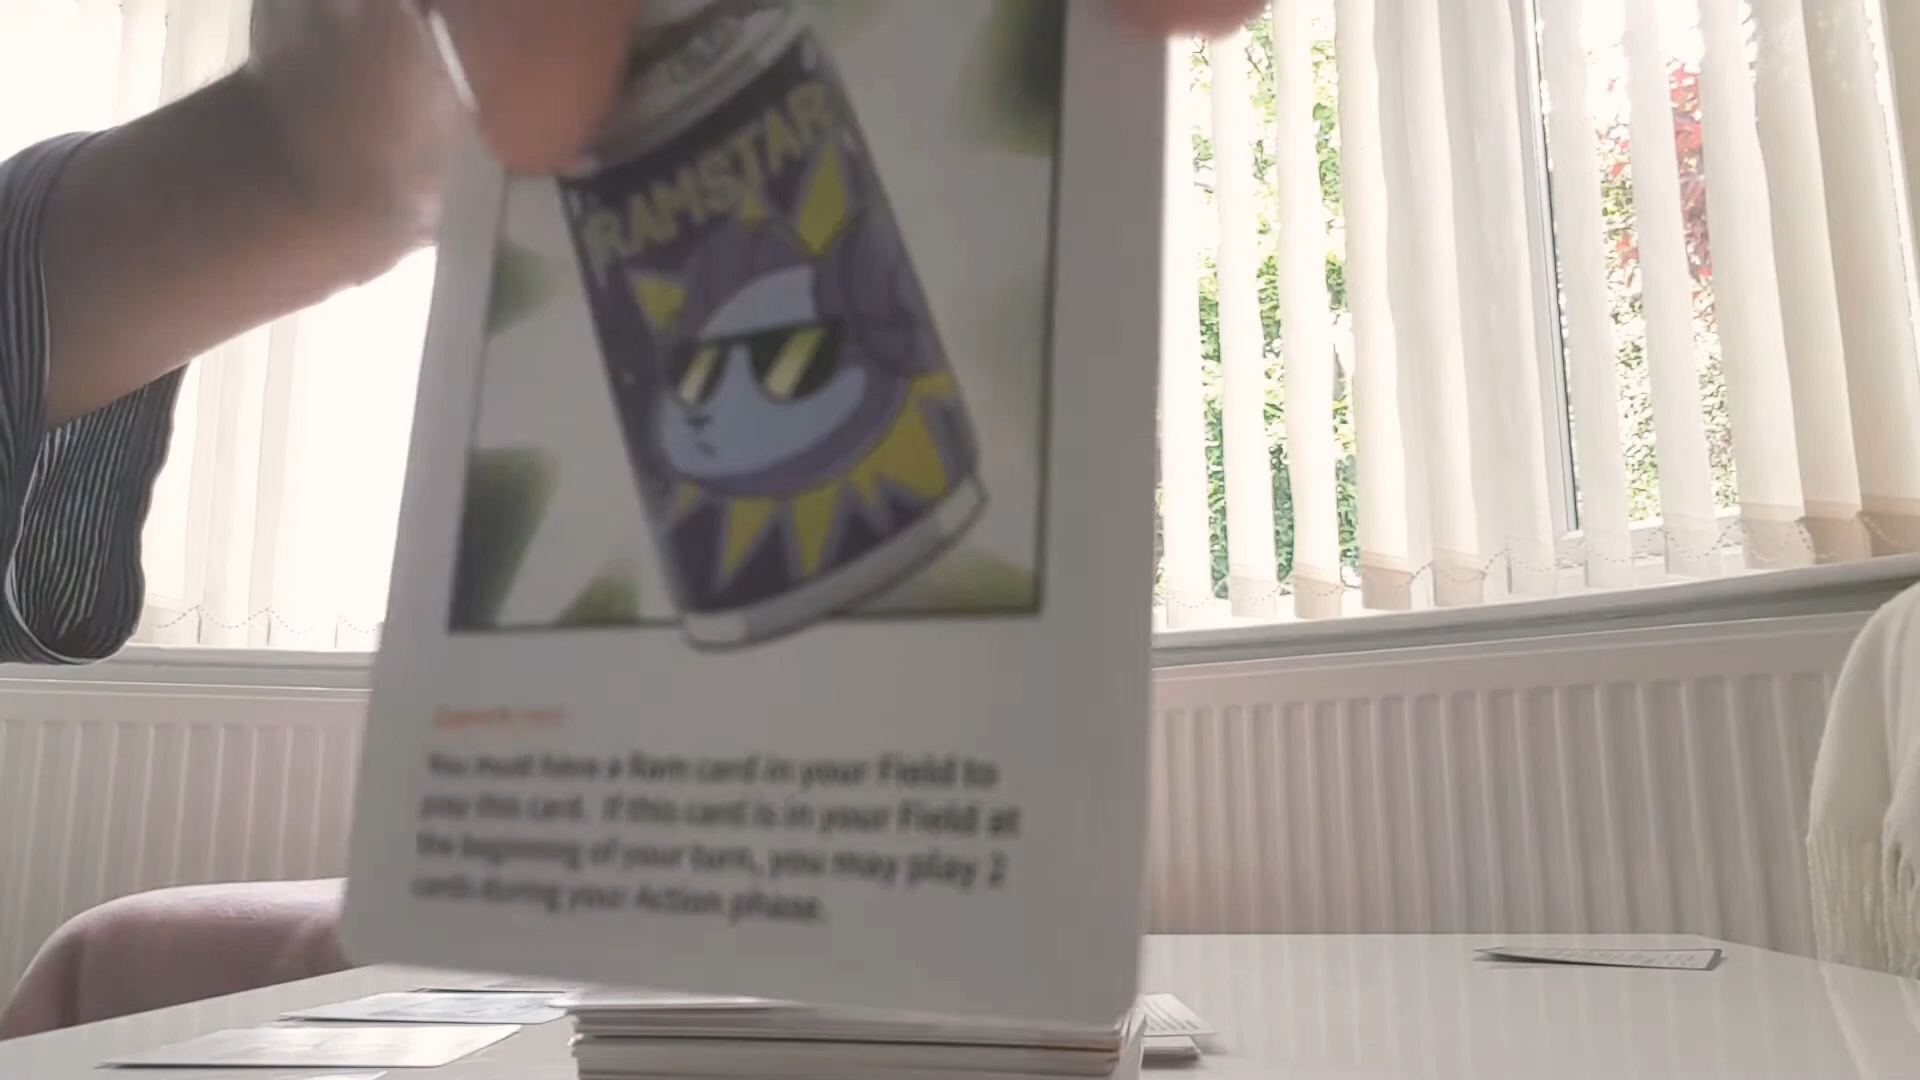 RAMSTAR
You must have a Ram card in your Field to
play this card. If this card is in your Field at
the beginning of your turn, you may play 2
cards during your Action phase.